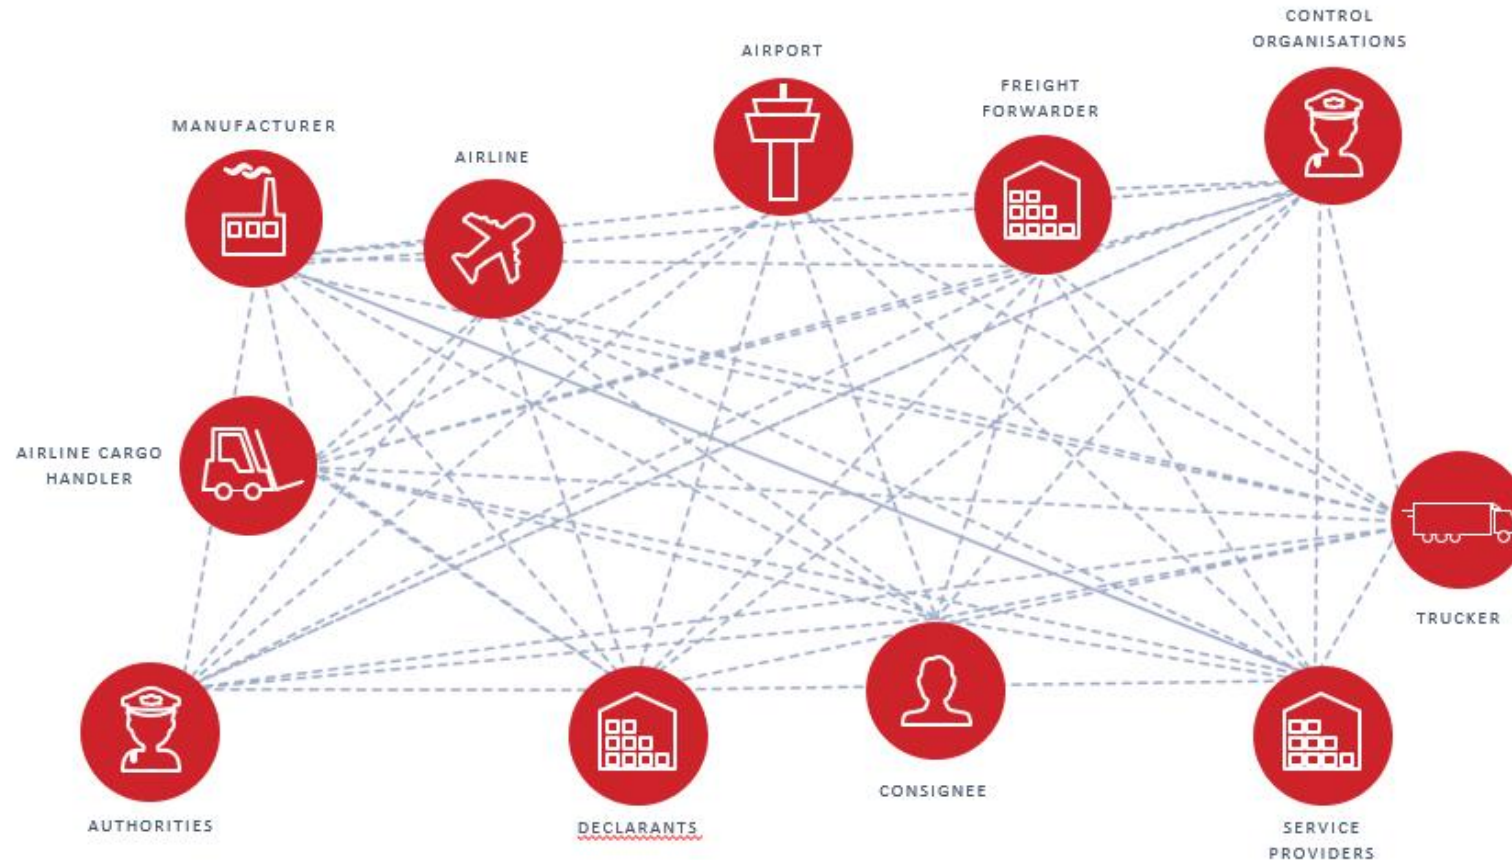 CONTROL
ORGANISATIONS
AIRPORT
FREIGHT
FORWARDER
MANUFACTURER
AIRLINE
AIRLINE CARGO
HANDLER
TRUCKER
CONSIGNEE
AUTHORITIES
DECLARANTS
SERVICE
PROVIDERS